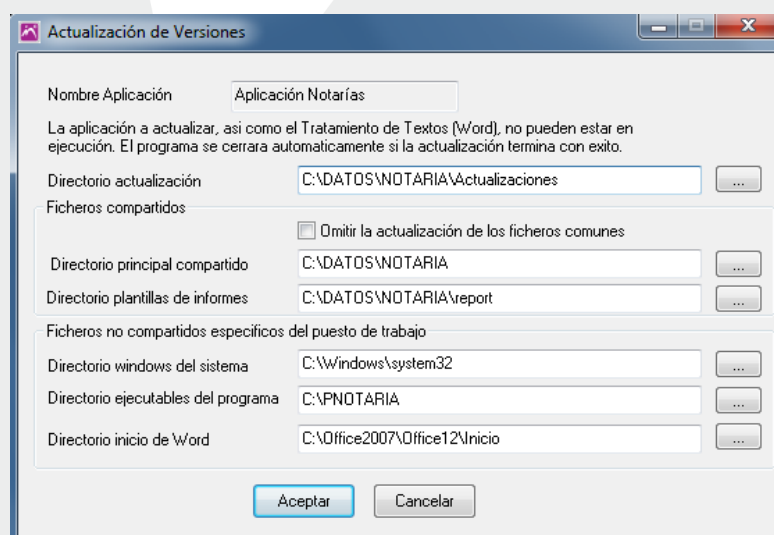 Actualización de Versiones
Nombre Aplicación Aplicación Notarías
La aplicación a actualizar, asi como el Tratamiento de Textos (Word), no pueden estar en
ejecución. El programa se cerrara automaticamente si la actualización termina con exito.
Directorio actualización C:\DATOS\NOTARIA\Actualizaciones ...
Ficheros compartidos
Omitir la actualización de los ficheros comunes
Directorio principal compartido C:\DATOS\NOTARIA ...
Directorio plantillas de informes C:\DATOS\NOTARIA\report ...
Ficheros no compartidos especificos del puesto de trabajo
Directorio windows del sistema C:\Windows\system32 ...
Directorio ejecutables del programa C:\PNOTARIA ...
Directorio inicio de Word C:\Office2007\Office12\Inicio ...
Aceptar Cancelar